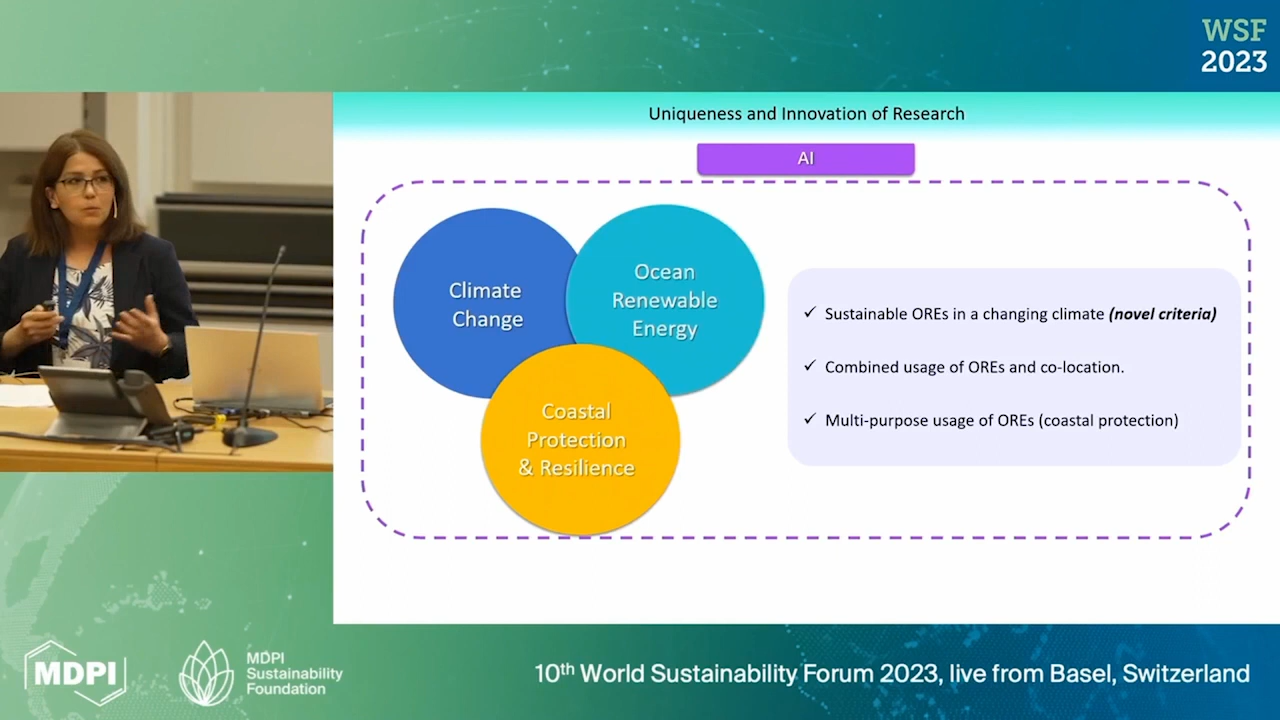 WSF
2023
Uniqueness and Innovation of Research
AI
Climate
Change
Ocean
Renewable
Energy
Coastal
Protection
& Resilience
✓ Sustainable OREs in a changing climate (novel criteria)
✓ Combined usage of OREs and co-location.
✓ Multi-purpose usage of OREs (coastal protection)
MDPI
MDPI
Sustainability
Foundation
10th World Sustainability Forum 2023, live from Basel, Switzerland